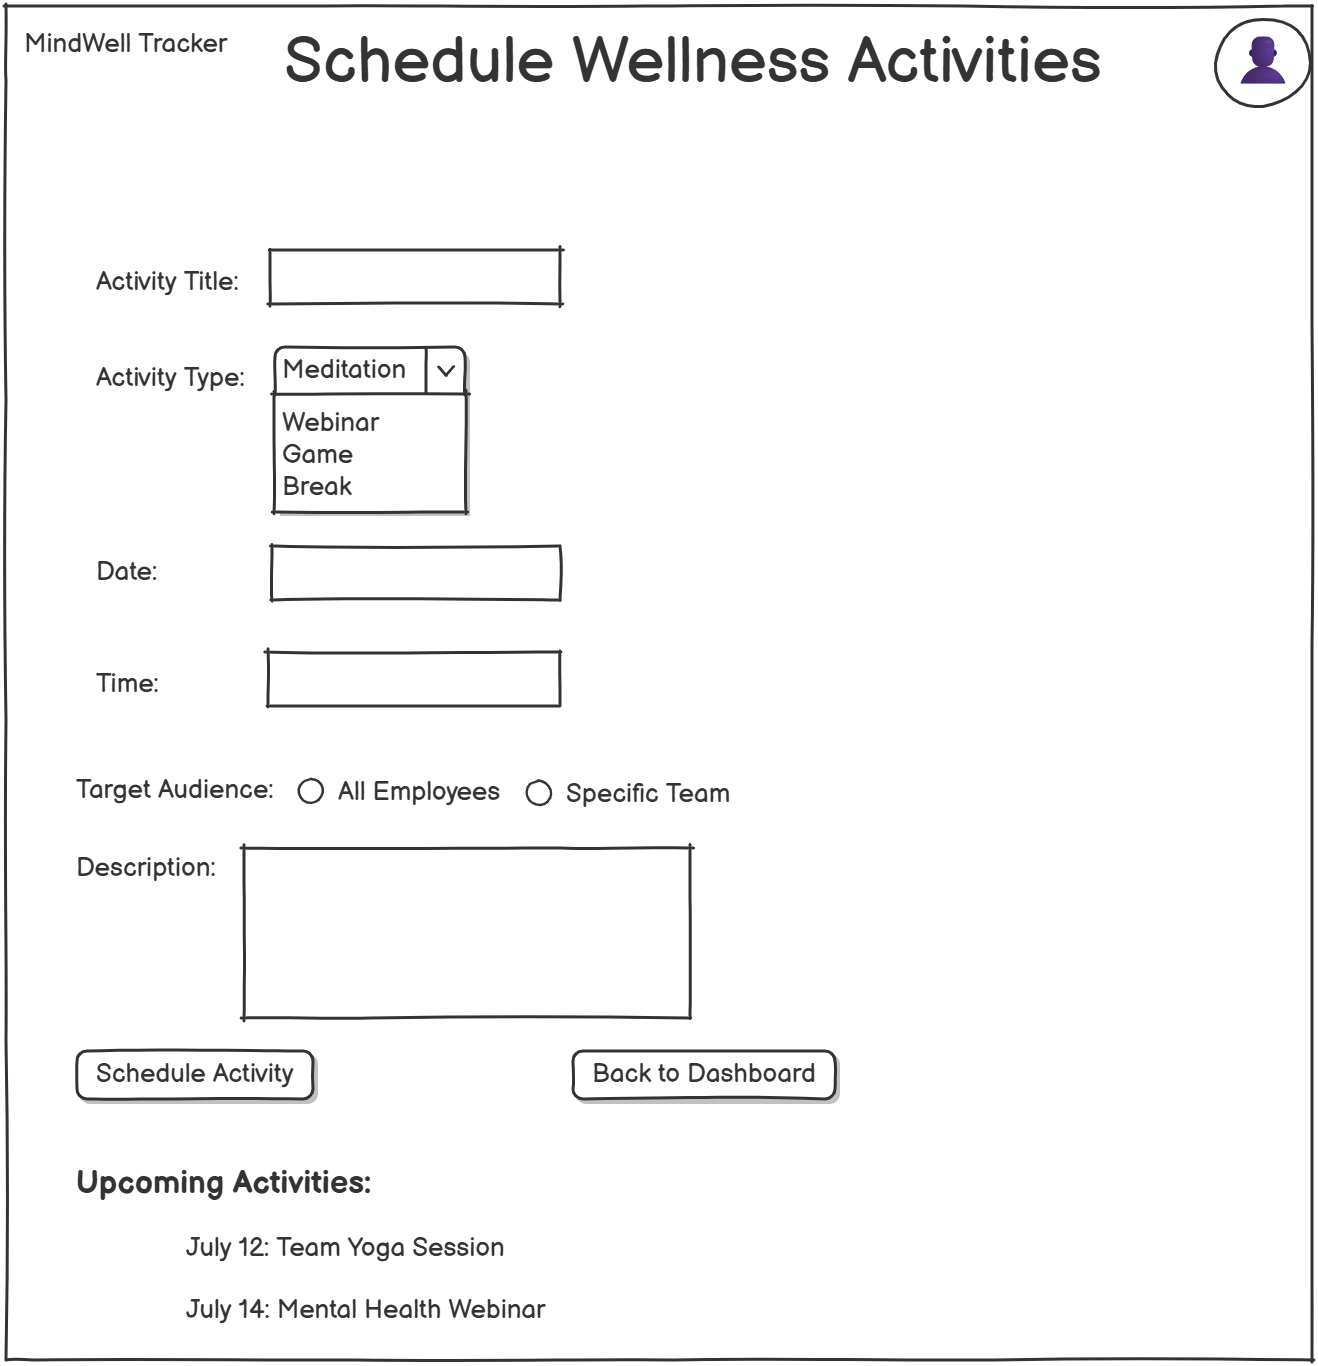 MindWell Tracker
Schedule Wellness Activities
Activity Title:
Activity Type:
Meditation
Webinar
Game
Break
Date:
Time:
Target Audience: All Employees Specific Team
Description:
Schedule Activity
Back to Dashboard
Upcoming Activities:
July 12: Team Yoga Session
July 14: Mental Health Webinar